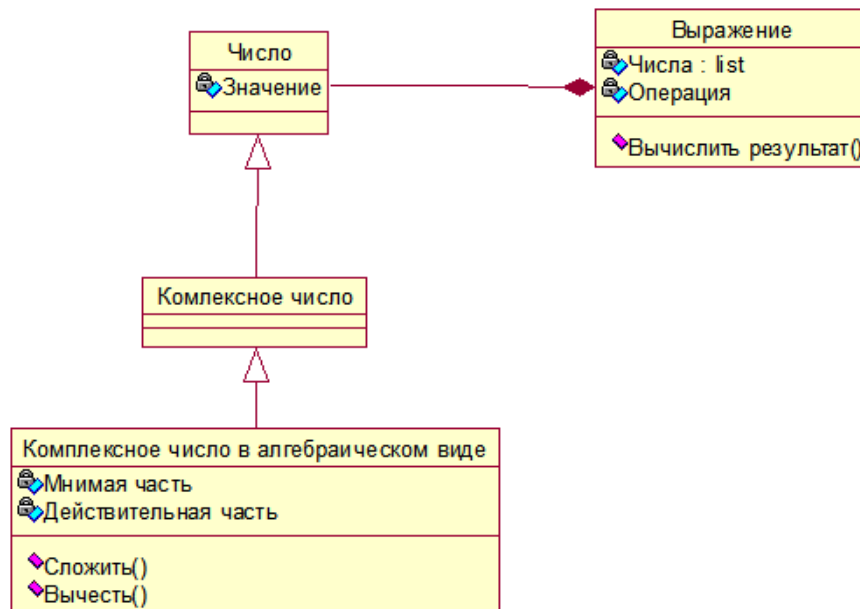 Число
Значение
Выражение
Числа : list
Операция
Вычислить результат()
Комлексное число
Комплексное число в алгебраическом виде
Мнимая часть
Действительная часть
Сложить()
Вычесть()